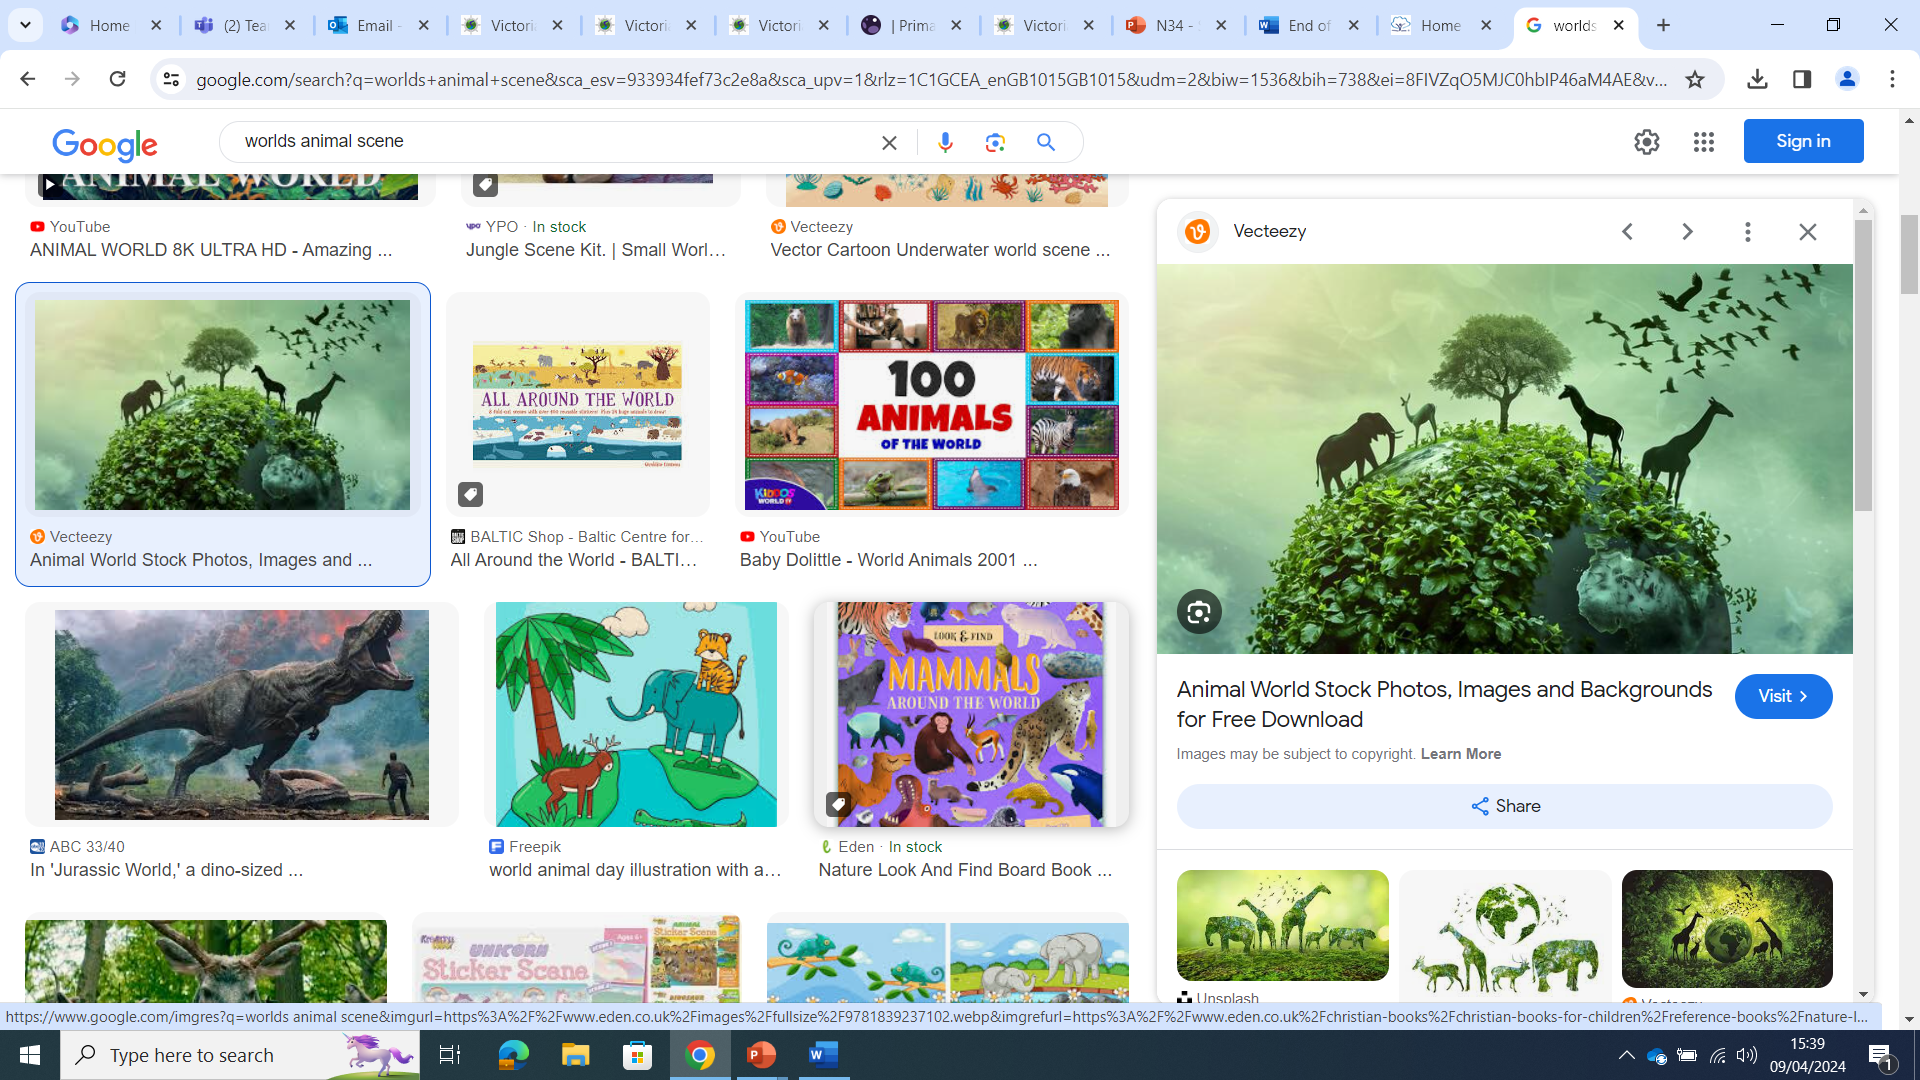 Home
(2) Tea
Email -
Victori
Victori
Victori
| Prima
Victori
N34 -
End of
Home
worlds
google.com/search?q=worlds+animal+scene&sca_esv=933934fef73c2e8a&sca_upv=1&rlz=1C1GCEA_enGB1015GB1015&udm=2&biw=1536&bih=738&ei=8FIVZqO5MJC0hbIP46aM4AE&v...
Google
worlds animal scene
Sign in
ANIMAL WORLD
YouTube
ANIMAL WORLD 8K ULTRA HD - Amazing ...
YPO · In stock
Jungle Scene Kit. | Small Worl...
Vecteezy
Vector Cartoon Underwater world scene ...
Vecteezy
Animal World Stock Photos, Images and ...
ALL AROUND THE WORLD
BALTIC Shop - Baltic Centre for...
All Around the World - BALTI...
100
ANIMALS
OF THE WORLD
KIDOOS
WORLD
YouTube
Baby Dolittle - World Animals 2001 ...
ABC 33/40
In 'Jurassic World,' a dino-sized ...
Freepik
world animal day illustration with a...
LOOK & FIND
MAMMALS
AROUND THE WORLD
Eden · In stock
Nature Look And Find Board Book ...
UNICORN
Sticker Scene
Vecteezy
Animal World Stock Photos, Images and Backgrounds
for Free Download
Visit
Images may be subject to copyright. Learn More
Share
Unsplash
Vecteezy
https://www.google.com/imgres?q=worlds animal scene&imgurl=https%3A%2F%2Fwww.eden.co.uk%2Fimages%2Ffullsize%2F9781839237102.webp&imgrefurl=https%3A%2F%2Fwww.eden.co.uk%2Fchristian-books%2Fchristian-books-for-children%2Freference-books%2Fnature-l...
Type here to search
15:39
09/04/2024
1